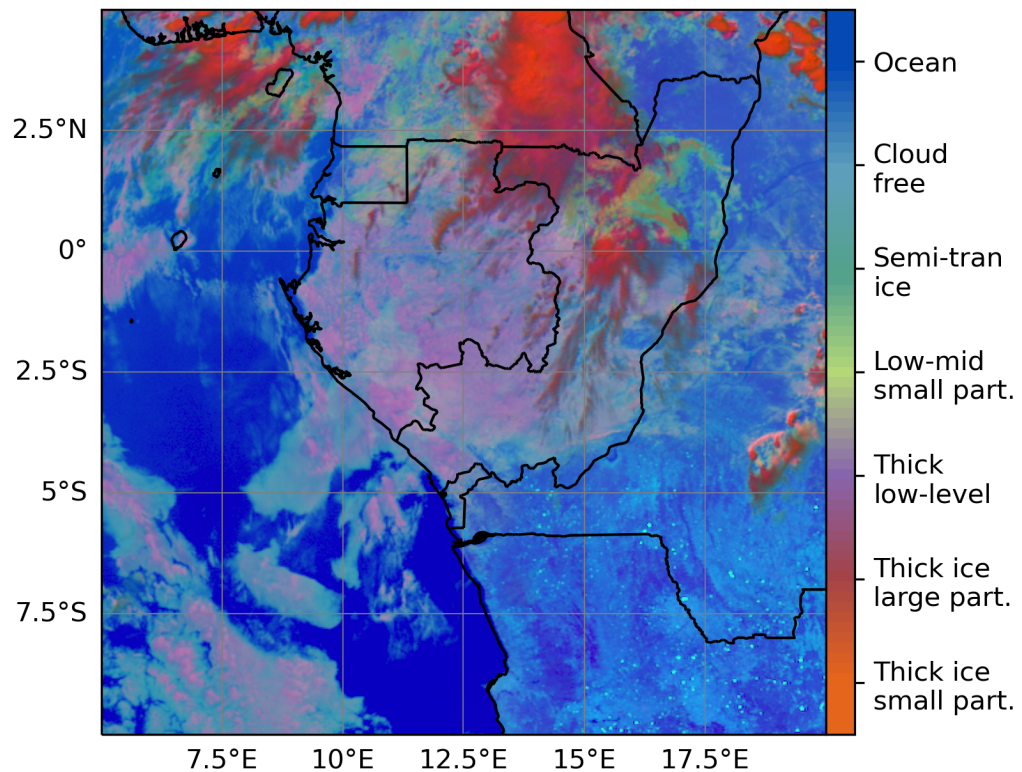 2.5°N
0°
2.5°S
5°S
7.5°S
7.5°E
10°E
12.5°E
15°E
17.5°E
Ocean
Cloud
free
Semi-tran
ice
Low-mid
small part.
Thick
low-level
Thick ice
large part.
Thick ice
small part.